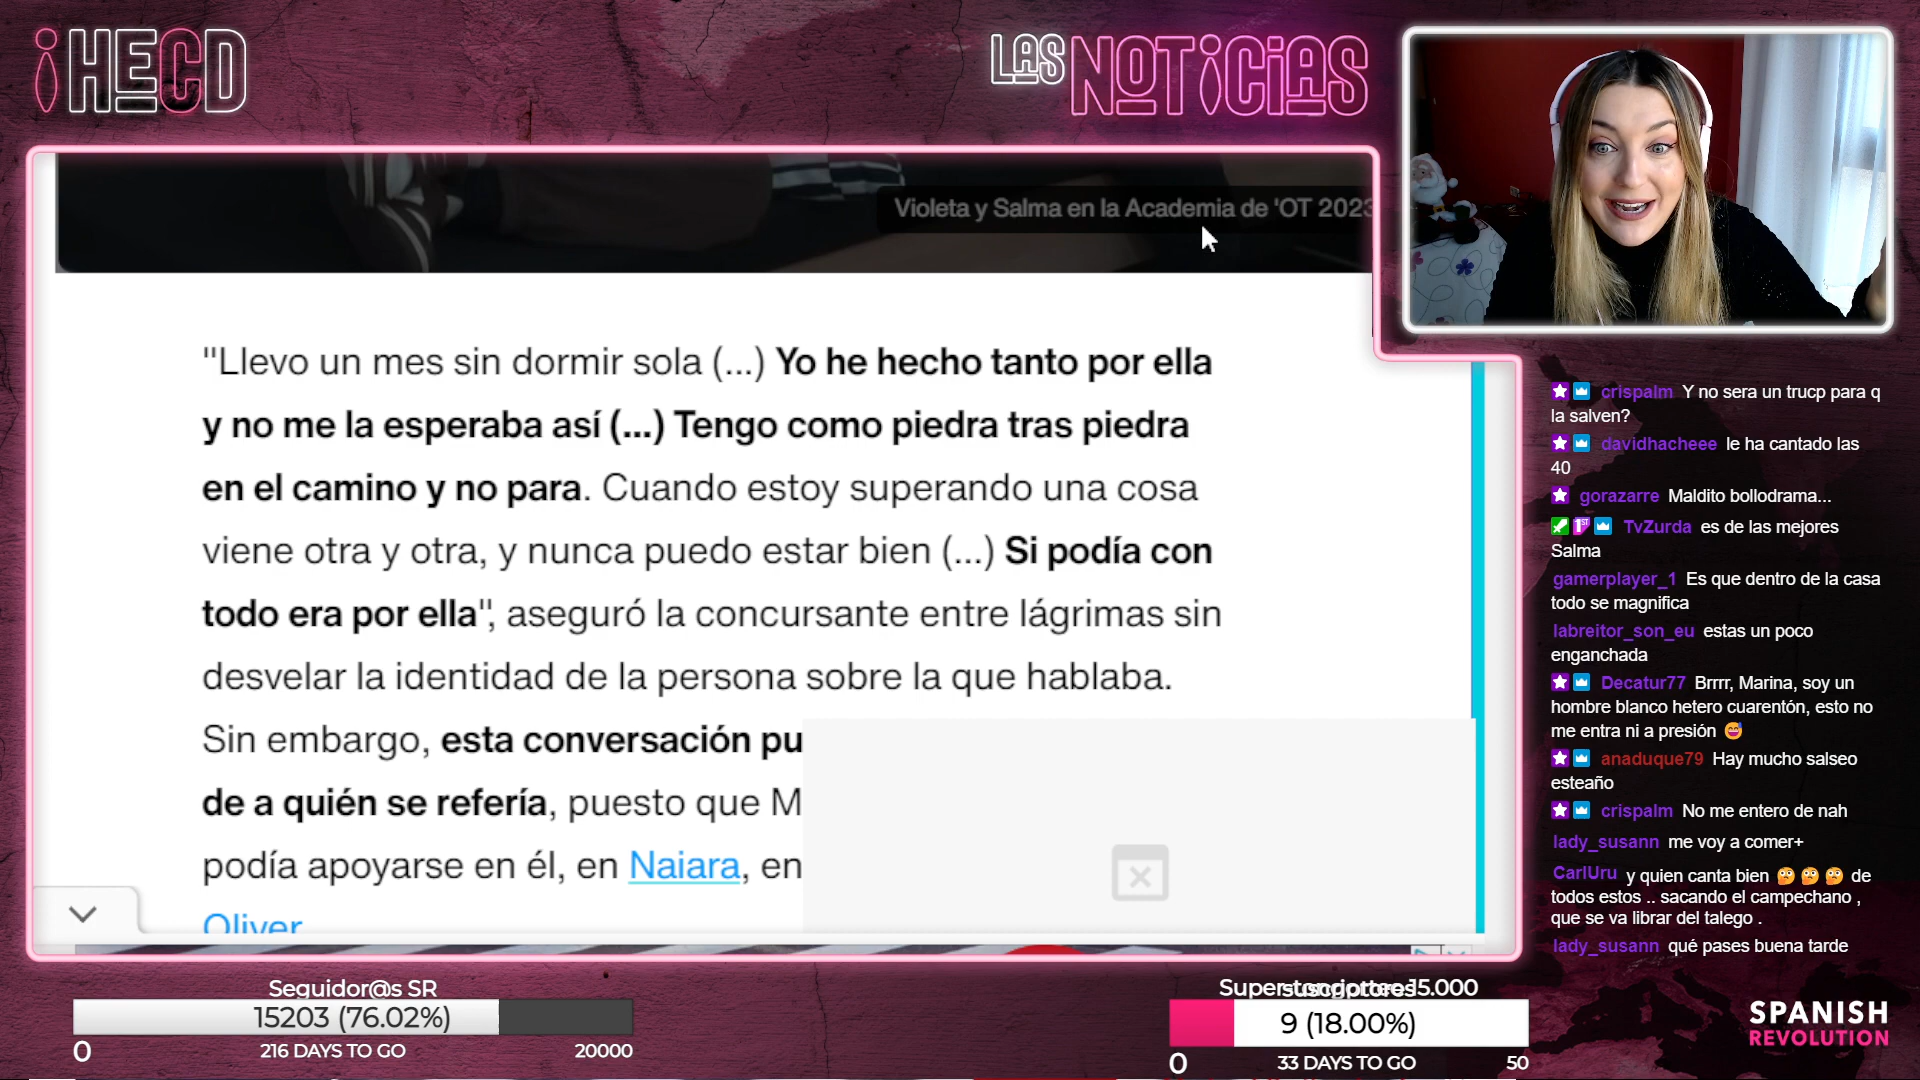 ¡HECD
LAS NOTICIAS
Violeta y Salma en la Academia de 'OT 2023
"Llevo un mes sin dormir sola (...) Yo he hecho tanto por ella
y no me la esperaba así (...) Tengo como piedra tras piedra
en el camino y no para. Cuando estoy superando una cosa
viene otra y otra, y nunca puedo estar bien (...) Si podía con
todo era por ella", aseguró la concursante entre lágrimas sin
desvelar la identidad de la persona sobre la que hablaba.
Sin embargo, esta conversación pu
de a quién se refería, puesto que M
podía apoyarse en él, en Naiara, en
Oliver
crispalm Y no sera un trucp para q
la salven?
davidhacheee le ha cantado las
40
gorazarre Maldito bollodrama...
1ST TvZurda es de las mejores
Salma
gamerplayer_1 Es que dentro de la casa
todo se magnifica
labreitor_son_eu estas un poco
enganchada
Decatur77 Brrrr, Marina, soy un
hombre blanco hetero cuarentón, esto no
me entra ni a presión 😅
anaduque79 Hay mucho salseo
esteaño
crispalm No me entero de nah
lady_susann me voy a comer+
CarlUru y quien canta bien 🤔 🤔 🤔 de
todos estos .. sacando el campechano ,
que se va librar del talego .
lady_susann qué pases buena tarde
Seguidor@s SR
15203 (76.02%)
0 216 DAYS TO GO 20000
15.000
9 (18.00%)
0 33 DAYS TO GO 50
SPANISH
REVOLUTION